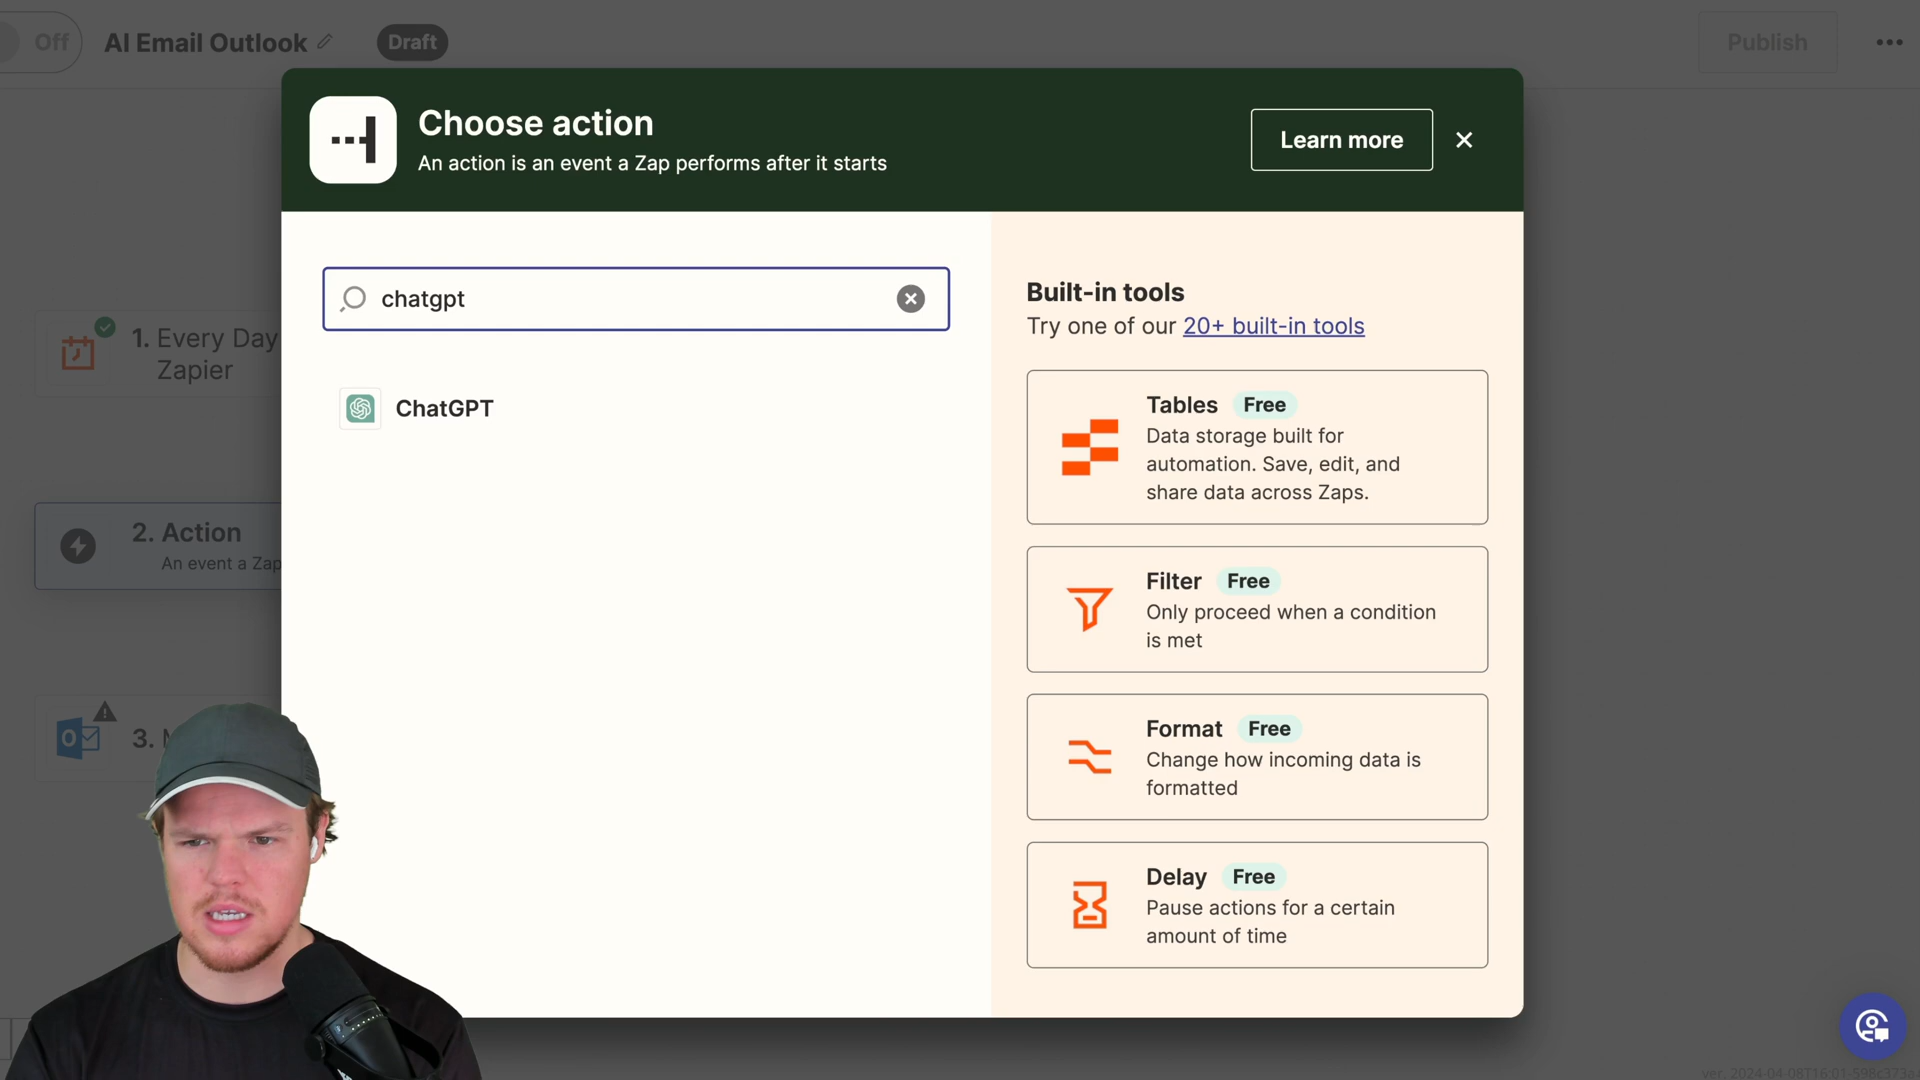 Off
AI Email Outlook
Draft
Publish
Choose action
An action is an event a Zap performs after it starts
Learn more
chatgpt
ChatGPT
Built-in tools
Try one of our 20+ built-in tools
Tables Free
Data storage built for
automation. Save, edit, and
share data across Zaps.
Filter Free
Only proceed when a condition
is met
Format Free
Change how incoming data is
formatted
Delay Free
Pause actions for a certain
amount of time
1. Every Day
Zapier
2. Action
An event a Zap
3.